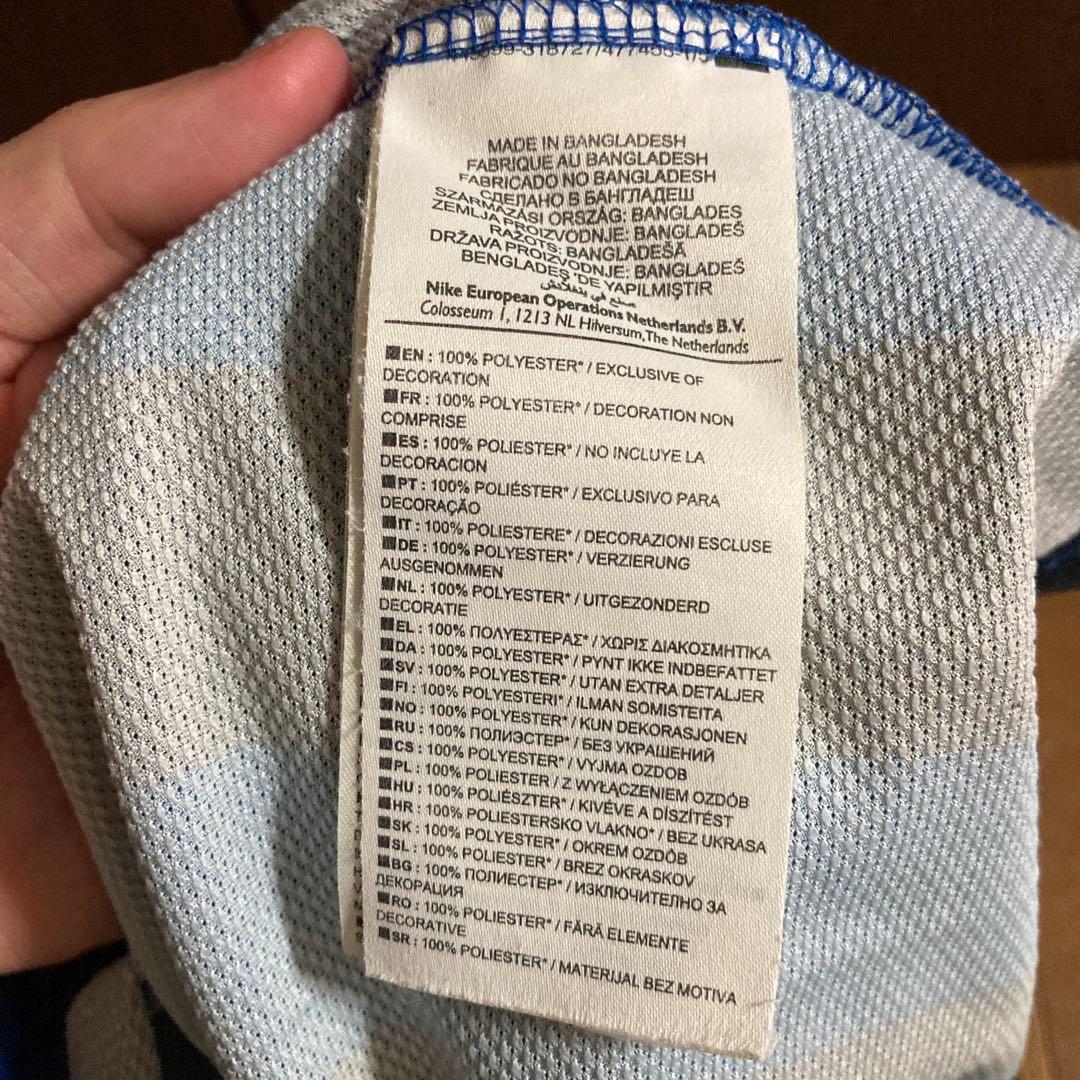 MADE IN BANGLADESH
FABRIQUE AU BANGLADESH
FABRICADO NO BANGLADESH
СДЕЛАНО В БАНГЛАДЕШ
SZÁRMAZÁSI ORSZÁG: BANGLADES
ZEMLJA PROIZVODNJE: BANGLADEŠ
RAŽOTS: BANGLADEŠĀ
DRŽAVA PROIZVODNJE: BANGLADEŠ
BENGLADEŞ 'DE YAPILMIŞTIR
صنع في بنغلادش
Nike European Operations Netherlands B.V.
Colosseum 1, 1213 NL Hilversum, The Netherlands
EN : 100% POLYESTER* / EXCLUSIVE OF
DECORATION
FR : 100% POLYESTER* / DECORATION NON
COMPRISE
ES : 100% POLIESTER* / NO INCLUYE LA
DECORACION
PT : 100% POLIÉSTER* / EXCLUSIVO PARA
DECORAÇÃO
IT : 100% POLIESTERE* / DECORAZIONI ESCLUSE
DE : 100% POLYESTER* / VERZIERUNG
AUSGENOMMEN
NL : 100% POLYESTER* / UITGEZONDERD
DECORATIE
EL : 100% ΠΟΛΥΕΣΤΕΡΑΣ* / ΧΩΡΙΣ ΔΙΑΚΟΣΜΗΤΙΚΑ
DA : 100% POLYESTER* / PYNT IKKE INDBEFATTET
SV : 100% POLYESTER* / UTAN EXTRA DETALJER
FI : 100% POLYESTERI* / ILMAN SOMISTEITA
NO : 100% POLYESTER* / KUN DEKORASJONEN
RU : 100% ПОЛИЭСТЕР* / БЕЗ УКРАШЕНИЙ
CS : 100% POLYESTER* / VYJMA OZDOB
PL : 100% POLIESTER / Z WYŁĄCZENIEM OZDÓB
HU : 100% POLIÉSZTER* / KIVÉVE A DÍSZÍTÉST
HR : 100% POLIESTERSKO VLAKNO* / BEZ UKRASA
SK : 100% POLYESTER* / OKREM OZDÔB
SL : 100% POLIESTER* / BREZ OKRASKOV
BG : 100% ПОЛИЕСТЕР* / ИЗКЛЮЧИТЕЛНО ЗА
ДЕКОРАЦИЯ
RO : 100% POLIESTER* / FĂRĂ ELEMENTE
DECORATIVE
SR : 100% POLIESTER* / MATERIJAL BEZ MOTIVA